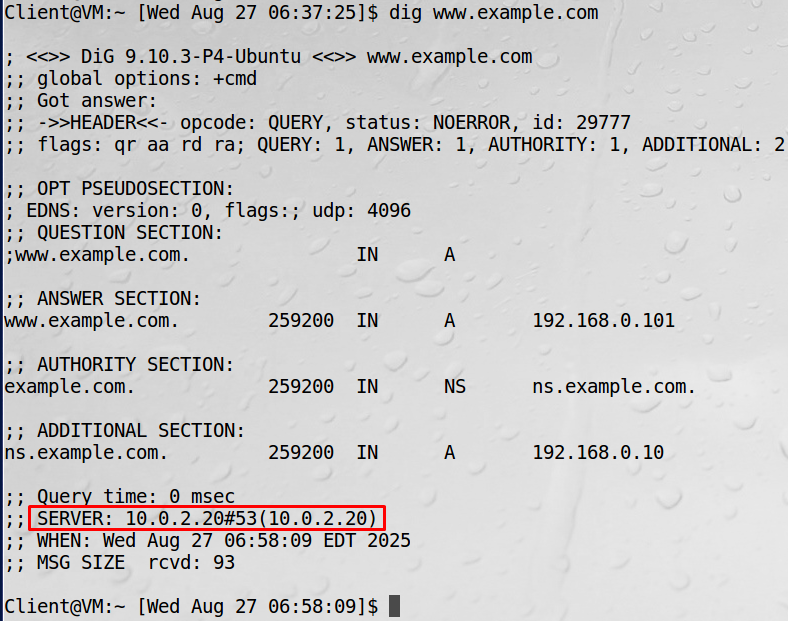 Client@VM:~ [Wed Aug 27 06:37:25]$ dig www.example.com
; <<>> DiG 9.10.3-P4-Ubuntu <<>> www.example.com
;; global options: +cmd
;; Got answer:
;; ->>HEADER<<- opcode: QUERY, status: NOERROR, id: 29777
;; flags: qr aa rd ra; QUERY: 1, ANSWER: 1, AUTHORITY: 1, ADDITIONAL: 2
;; OPT PSEUDOSECTION:
; EDNS: version: 0, flags:; udp: 4096
;; QUESTION SECTION:
;www.example.com. IN A
;; ANSWER SECTION:
www.example.com. 259200 IN A 192.168.0.101
;; AUTHORITY SECTION:
example.com. 259200 IN NS ns.example.com.
;; ADDITIONAL SECTION:
ns.example.com. 259200 IN A 192.168.0.10
;; Query time: 0 msec
;; SERVER: 10.0.2.20#53(10.0.2.20)
;; WHEN: Wed Aug 27 06:58:09 EDT 2025
;; MSG SIZE rcvd: 93
Client@VM:~ [Wed Aug 27 06:58:09]$